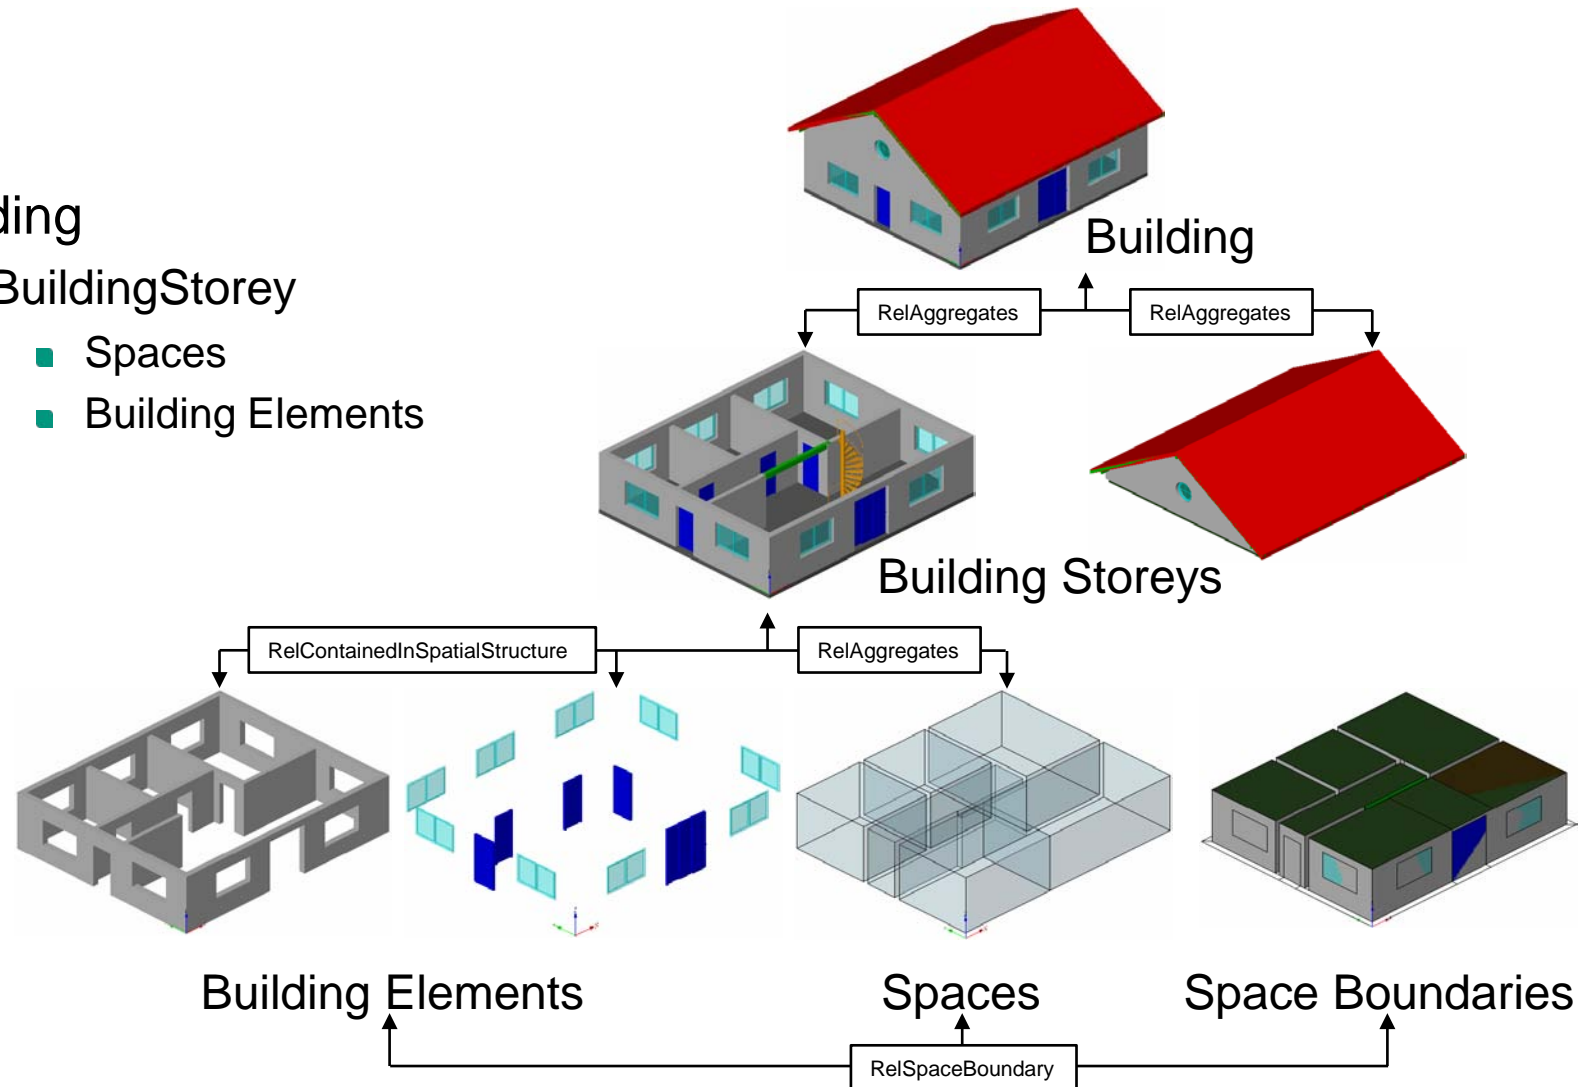 ding
Building
BuildingStorey
RelAggregates
RelAggregates
Spaces
Building Elements
Building Storeys
RelContainedInSpatialStructure
RelAggregates
Building Elements
Spaces
Space Boundaries
RelSpaceBoundary